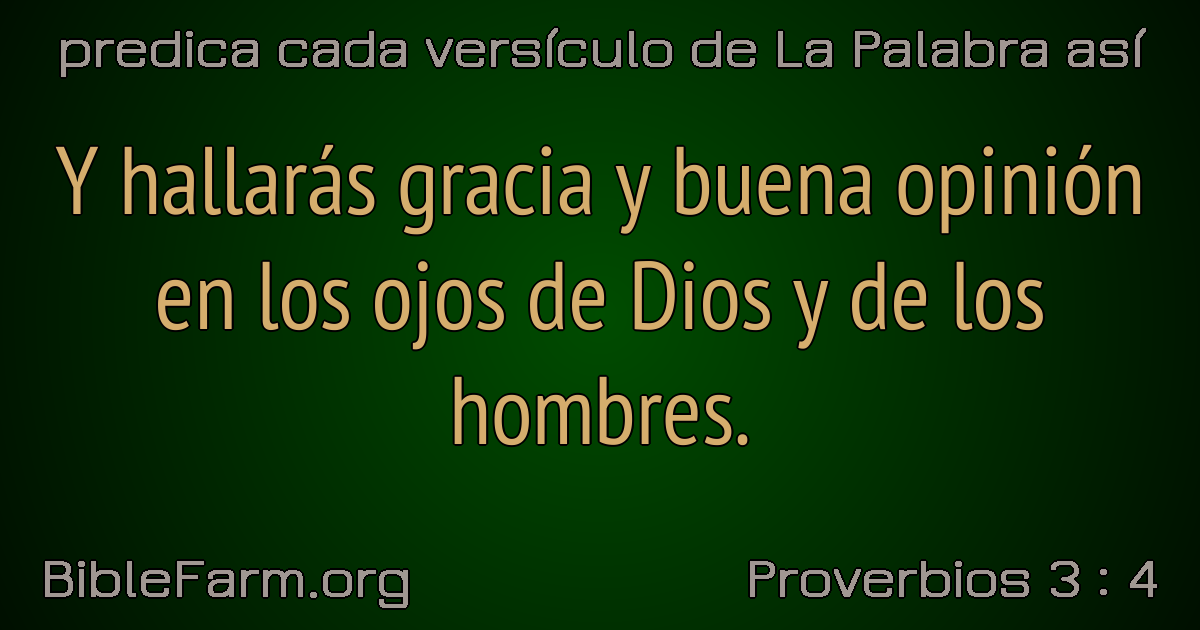 predica cada versículo de La Palabra así
Y hallarás gracia y buena opinión
en los ojos de Dios y de los
hombres.
BibleFarm.org
Proverbios 3 : 4